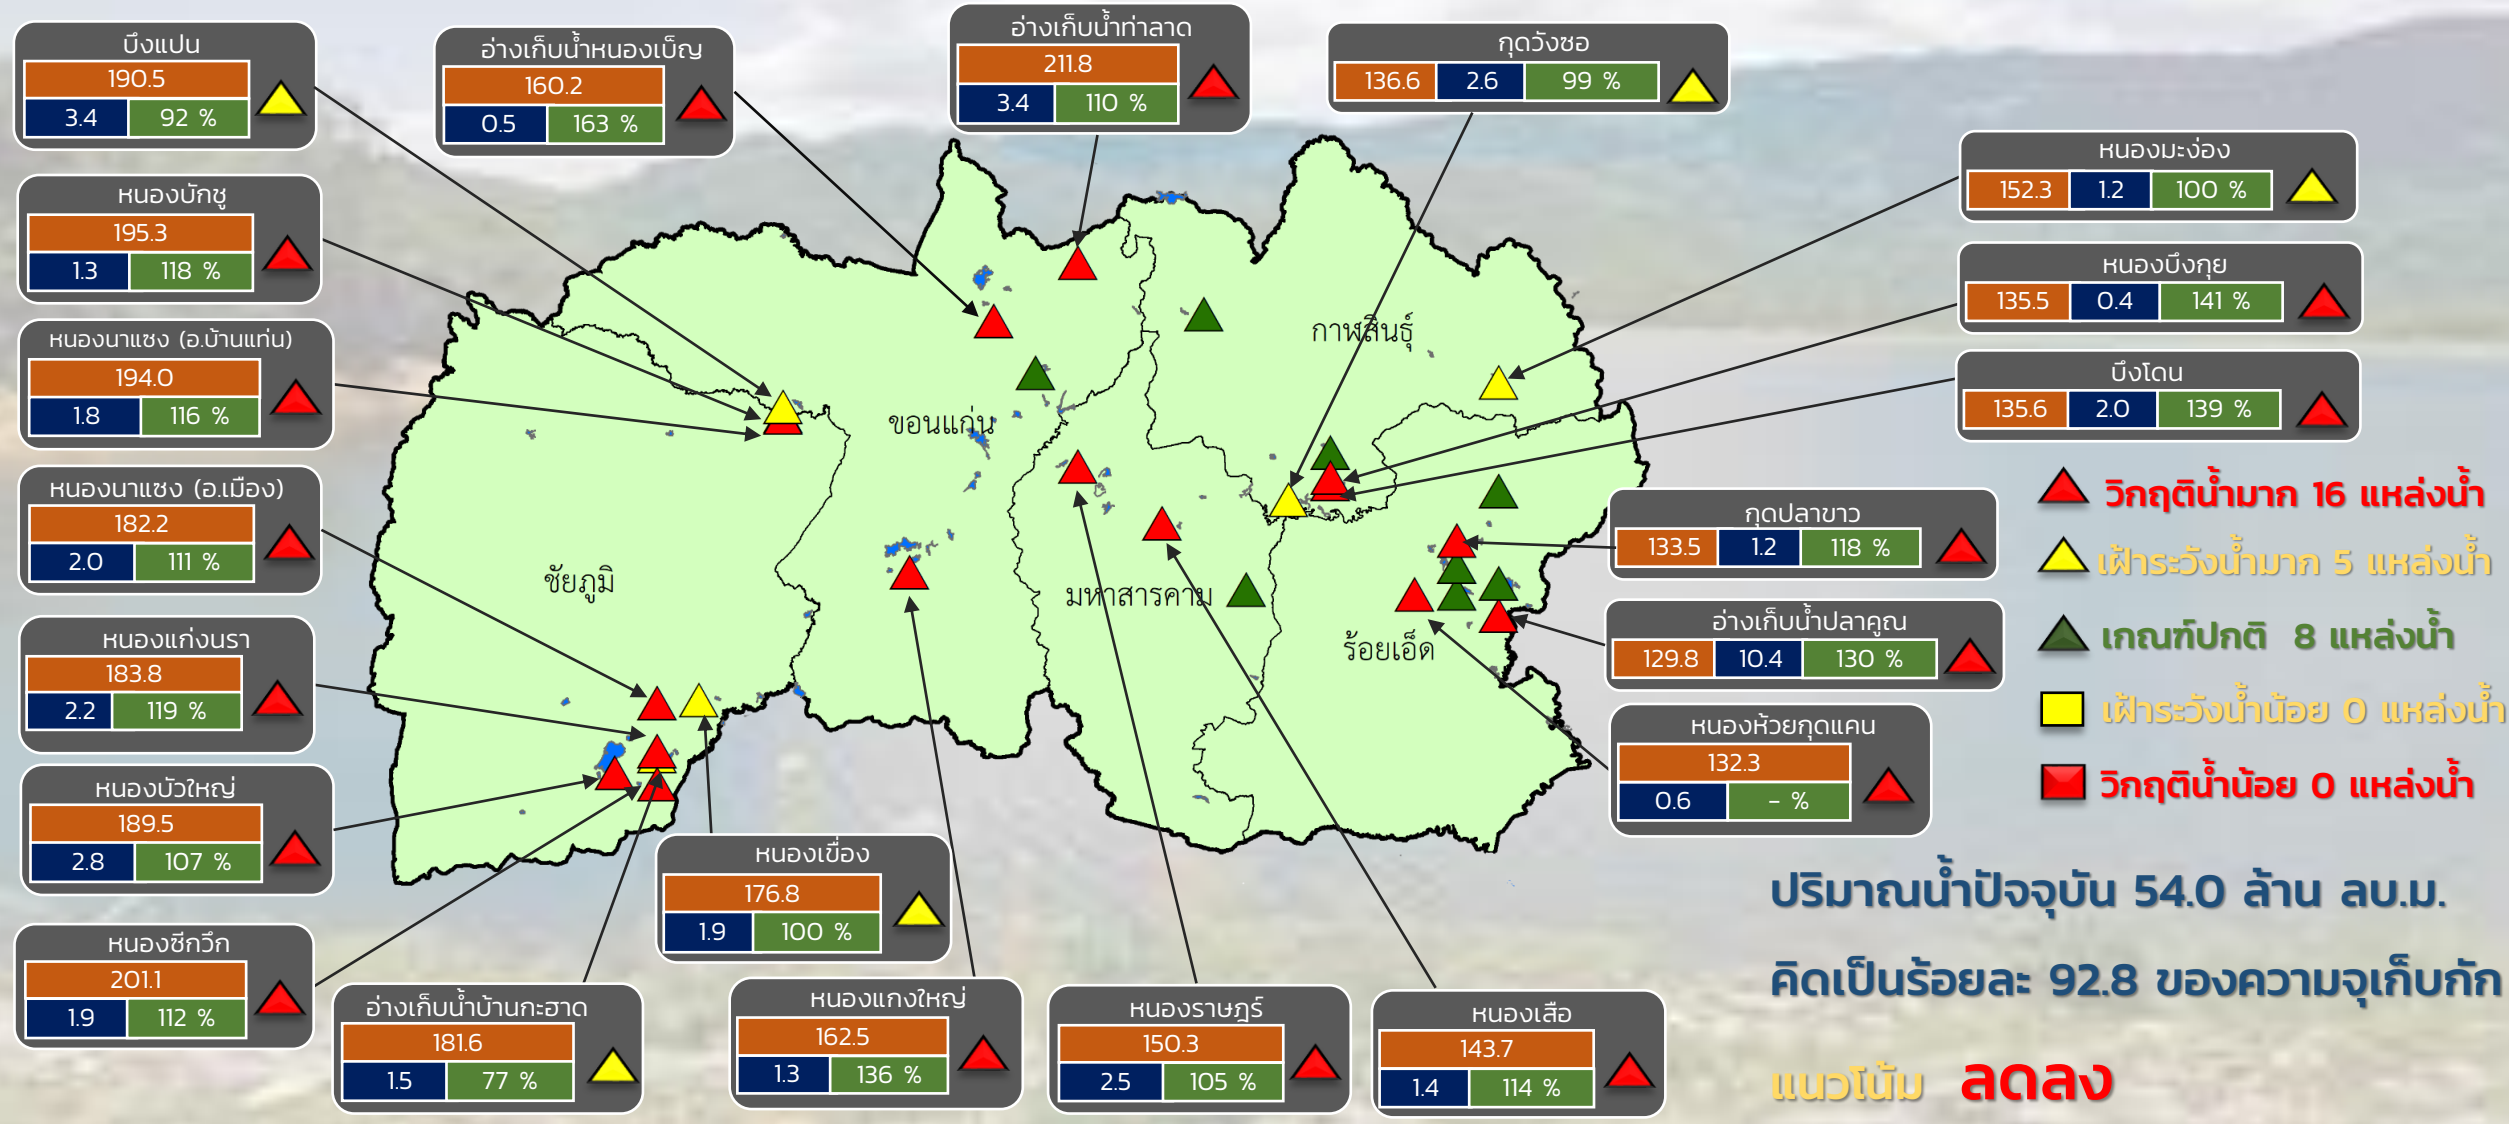 บึงแปน
190.5
3.4 92 %
อ่างเก็บน้ำหนองเบ็ญ
160.2
0.5 163 %
อ่างเก็บน้ำท่าลาด
211.8
3.4 110 %
กุดวังซอ
136.6 2.6 99 %
หนองบักชู
195.3
1.3 118 %
หนองนาแซง (อ.บ้านแท่น)
194.0
1.8 116 %
หนองนาแซง (อ.เมือง)
182.2
2.0 111 %
หนองแก่งนรา
183.8
2.2 119 %
หนองบัวใหญ่
189.5
2.8 107 %
หนองซีกวึก
201.1
1.9 112 %
อ่างเก็บน้ำบ้านกะฮาด
181.6
1.5 77 %
หนองเขื่อง
176.8
1.9 100 %
หนองแกงใหญ่
162.5
1.3 136 %
หนองราษฎร์
150.3
2.5 105 %
หนองเสือ
143.7
1.4 114 %
กาฬสินธุ์
ขอนแก่น
ชัยภูมิ
มหาสารคาม
ร้อยเอ็ด
หนองมะง่อง
152.3 1.2 100 %
หนองบึงกุย
135.5 0.4 141 %
บึงโดน
135.6 2.0 139 %
กุดปลาขาว
133.5 1.2 118 %
อ่างเก็บน้ำปลาคูณ
129.8 10.4 130 %
หนองห้วยกุดแคน
132.3
0.6 - %
วิกฤติน้ำมาก 16 แหล่งน้ำ
เฝ้าระวังน้ำมาก 5 แหล่งน้ำ
เกณฑ์ปกติ 8 แหล่งน้ำ
เฝ้าระวังน้ำน้อย 0 แหล่งน้ำ
วิกฤติน้ำน้อย 0 แหล่งน้ำ
ปริมาณน้ำปัจจุบัน 54.0 ล้าน ลบ.ม.
คิดเป็นร้อยละ 92.8 ของความจุเก็บกัก
แนวโน้ม ลดลง